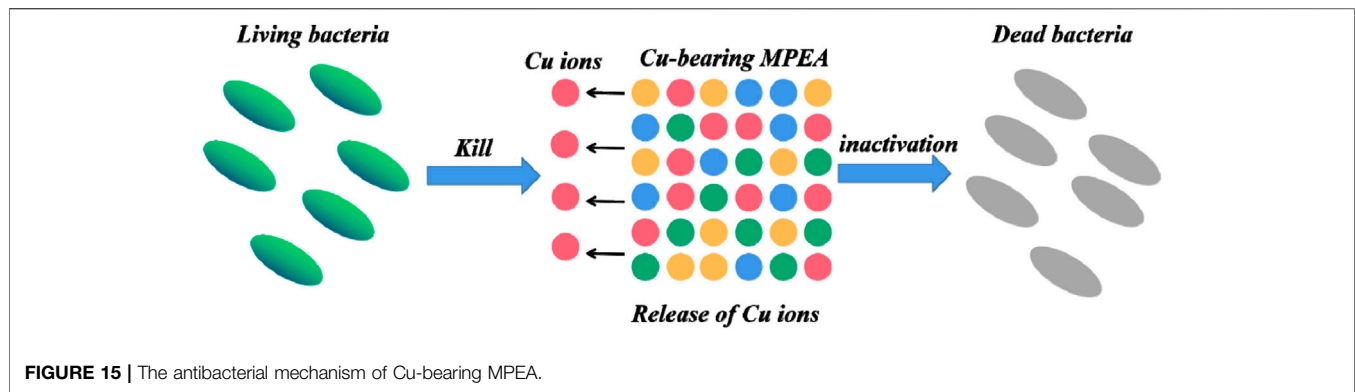 Living bacteria
Dead bacteria
Cu ions
Cu-bearing MPEA
Kill
inactivation
Release of Cu ions
FIGURE 15 | The antibacterial mechanism of Cu-bearing MPEA.